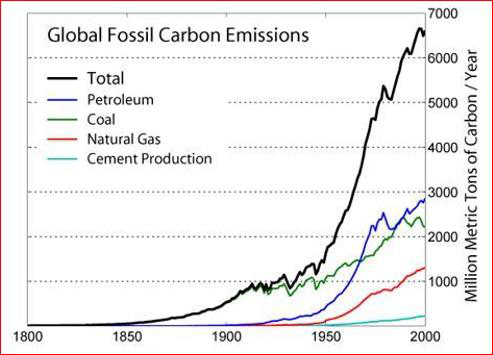 Global Fossil Carbon Emissions
Total
Petroleum
Coal
Natural Gas
Cement Production
7000
6000
5000
4000
3000
2000
1000
Million Metric Tons of Carbon / Year
1800
1850
1900
1950
2000